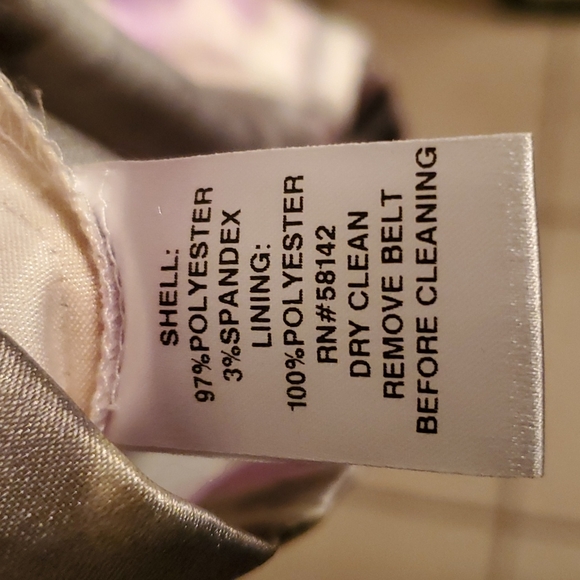 SHELL:
97%POLYESTER
3%SPANDEX
LINING:
100%POLYESTER
RN#58142
DRY CLEAN
REMOVE BELT
BEFORE CLEANING